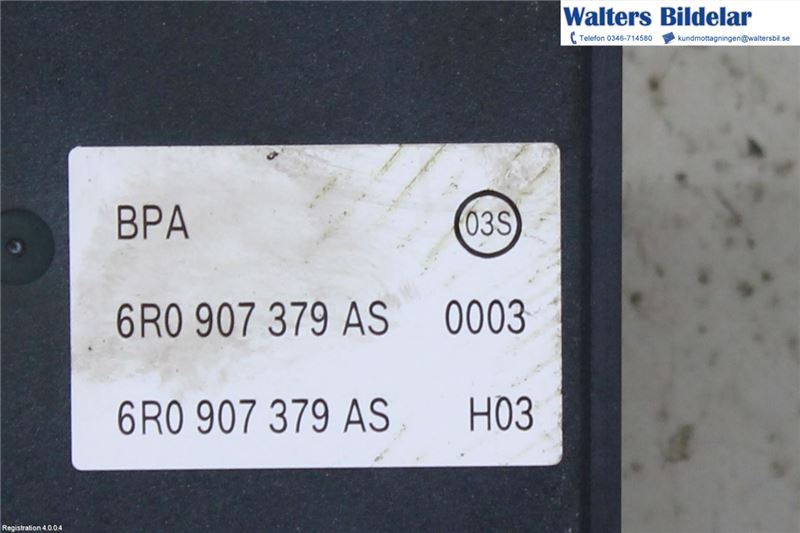 Walters Bildelar
Telefon 0346-714580 kundmottagningen@waltersbil.se
BPA 03S
6R0 907 379 AS 0003
6R0 907 379 AS H03
Registration 4.0.0.4